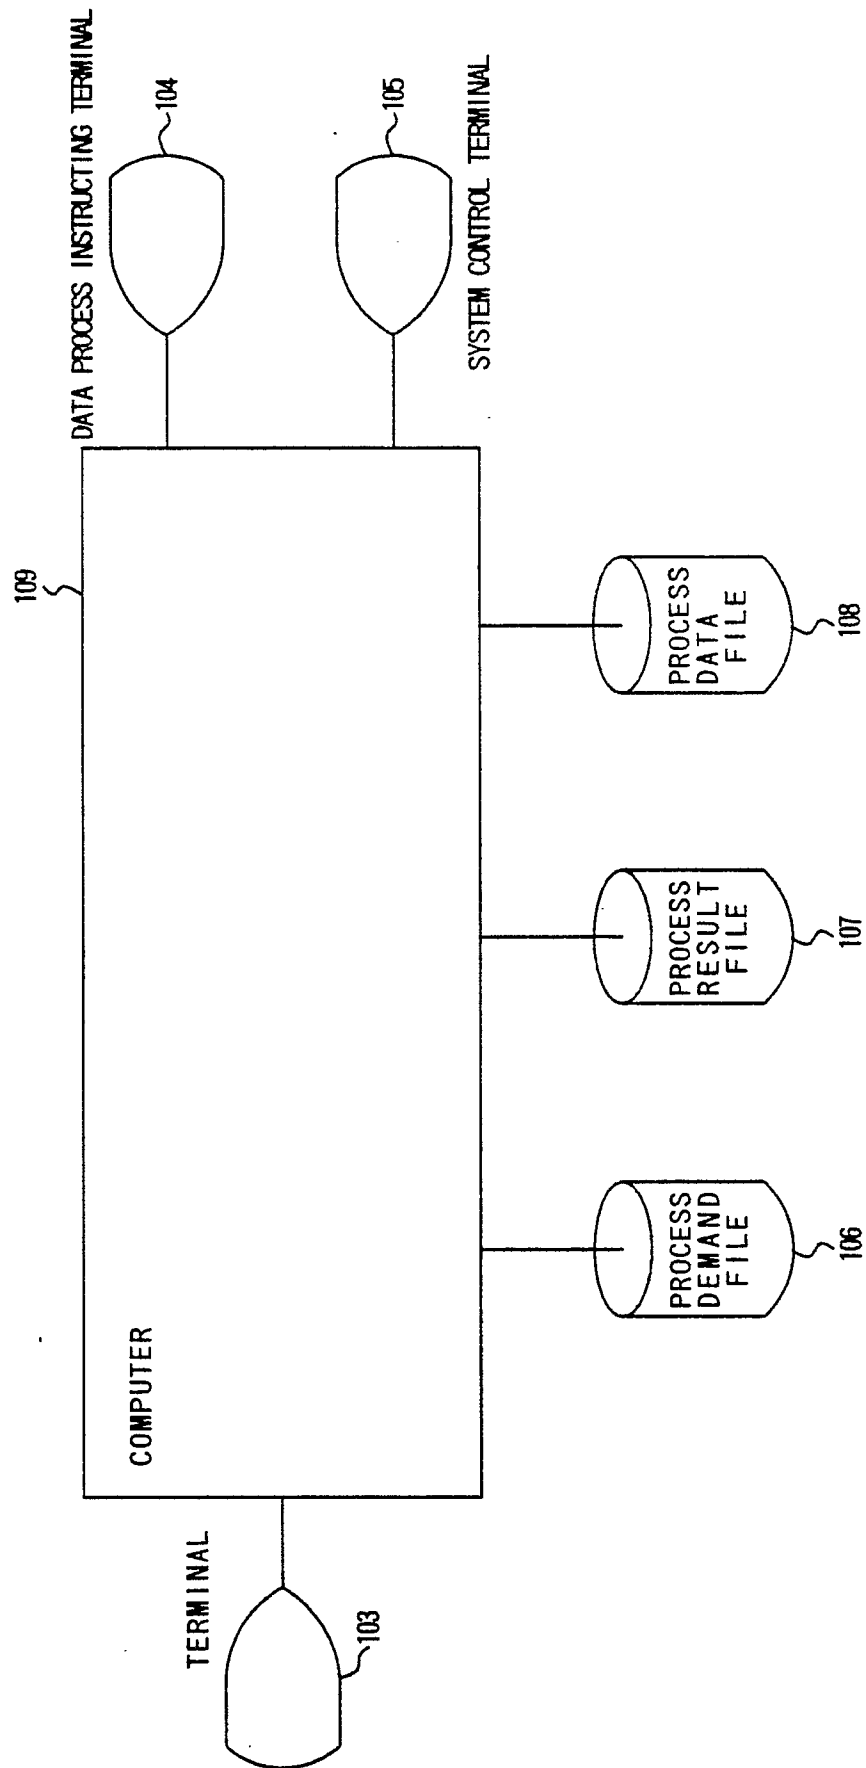 DATA PROCESS INSTRUCTING TERMINAL
104
105
SYSTEM CONTROL TERMINAL
109
COMPUTER
TERMINAL
103
PROCESS
DEMAND
FILE
106
PROCESS
RESULT
FILE
107
PROCESS
DATA
FILE
108